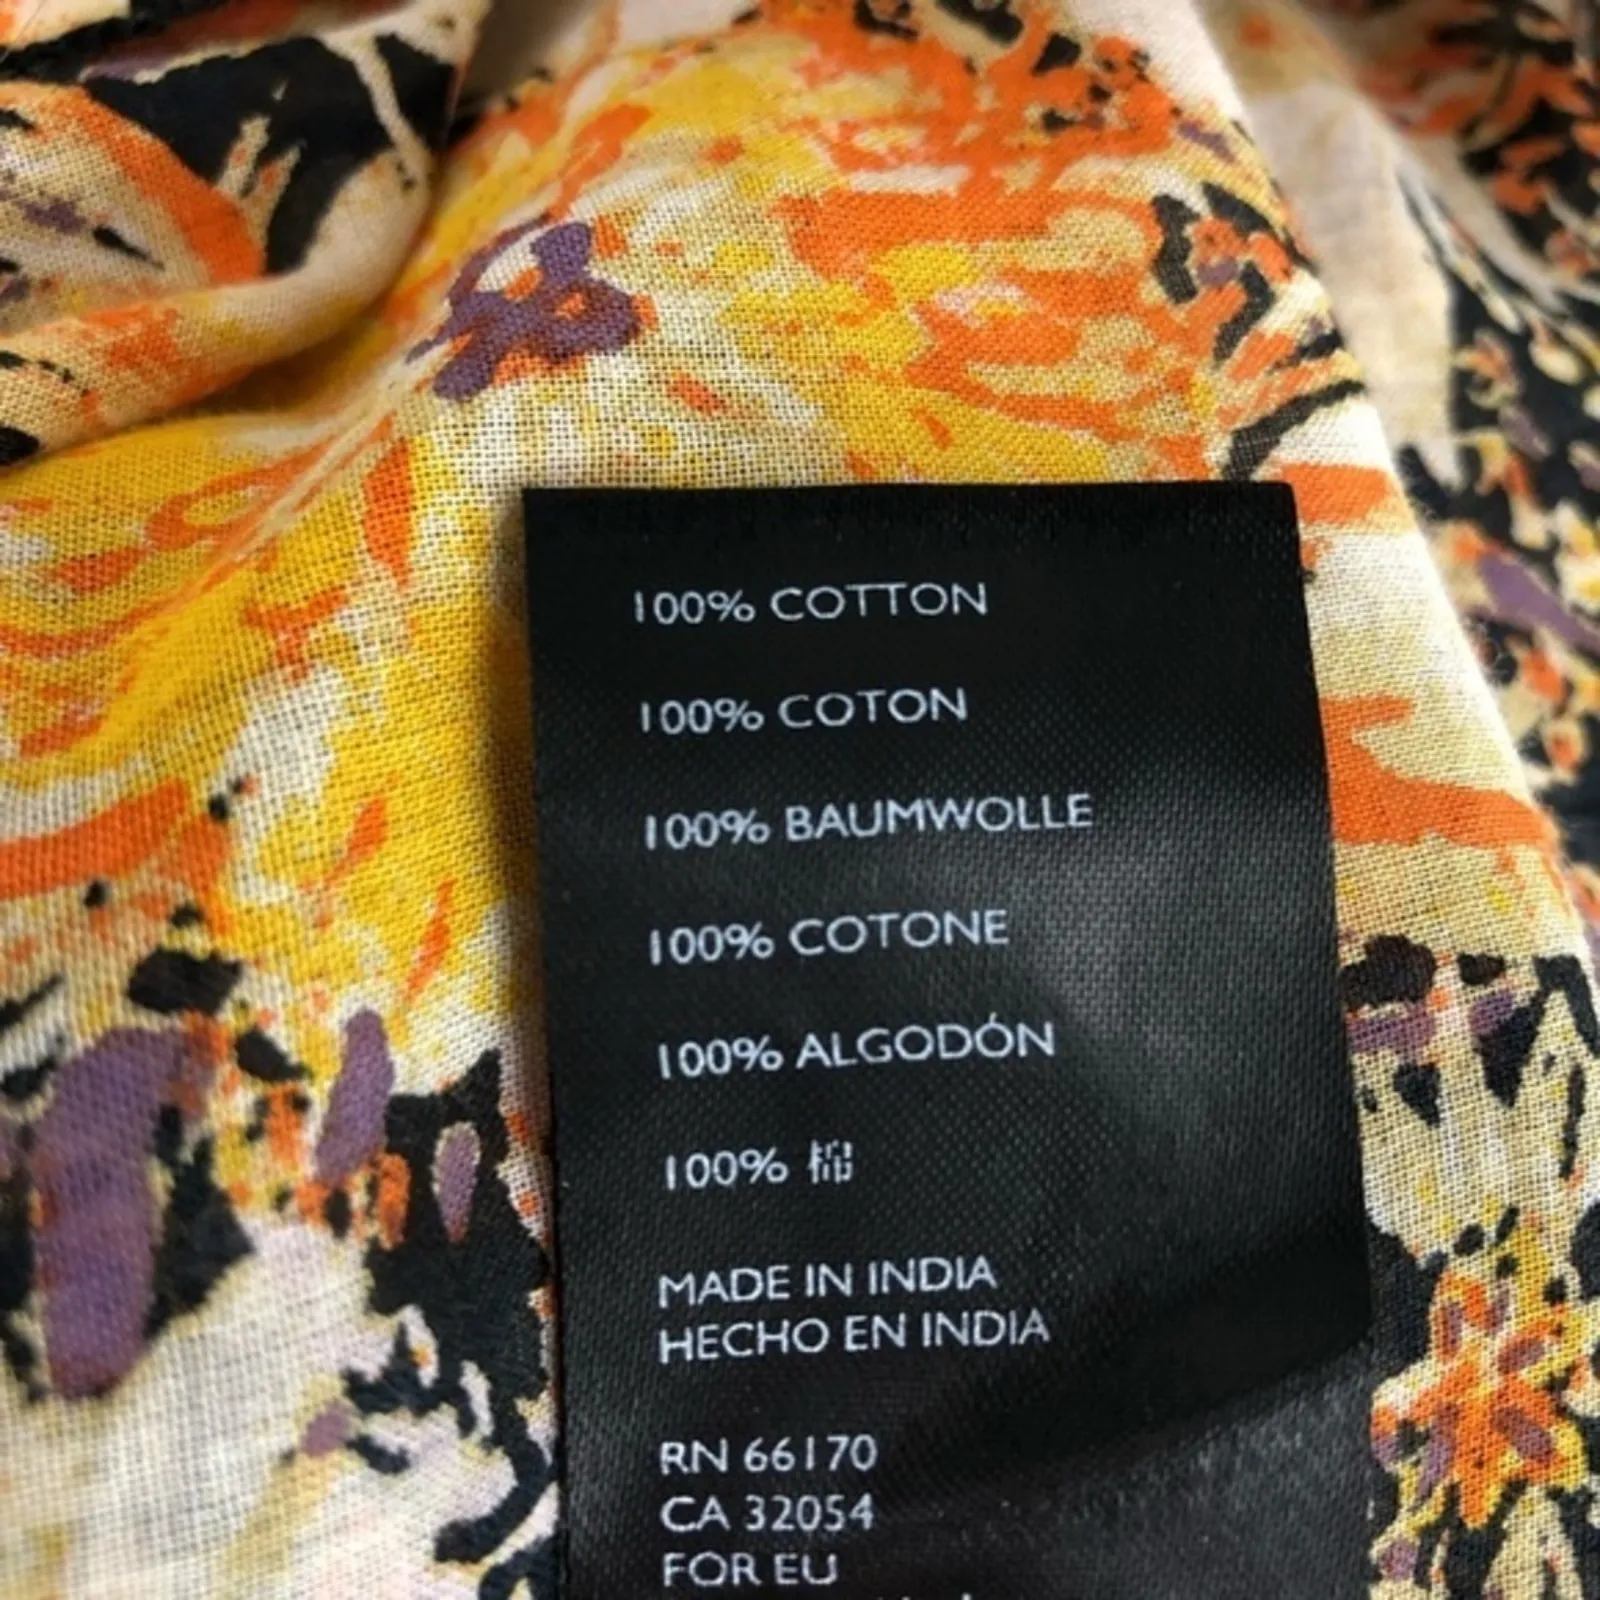 100% COTTON
100% COTON
100% BAUMWOLLE
100% COTONE
100% ALGODÓN
100% 棉
MADE IN INDIA
HECHO EN INDIA
RN 66170
CA 32054
FOR EU